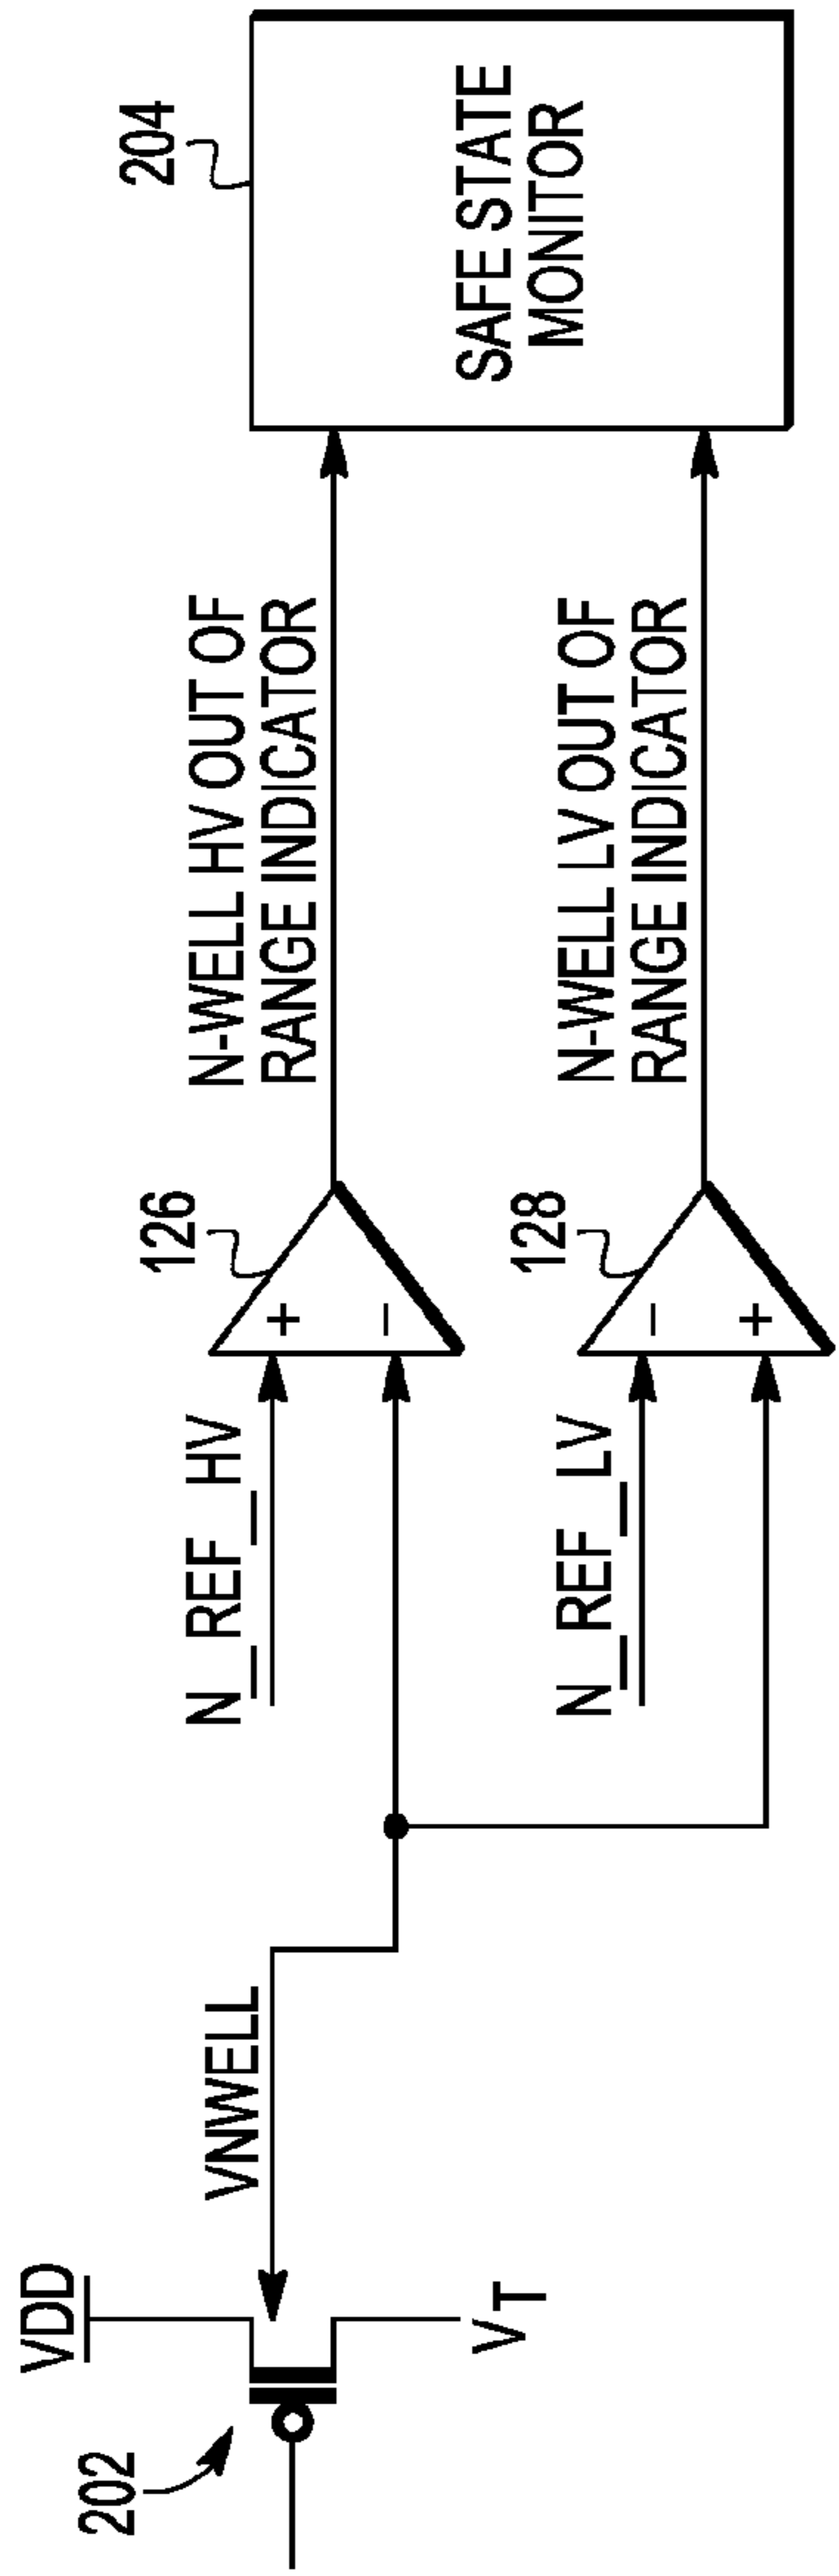 202
VDD
V_T
VNWELL
N_REF_HV
126
N-WELL HV OUT OF
RANGE INDICATOR
N_REF_LV
128
N-WELL LV OUT OF
RANGE INDICATOR
204
SAFE STATE
MONITOR
+
−
−
+